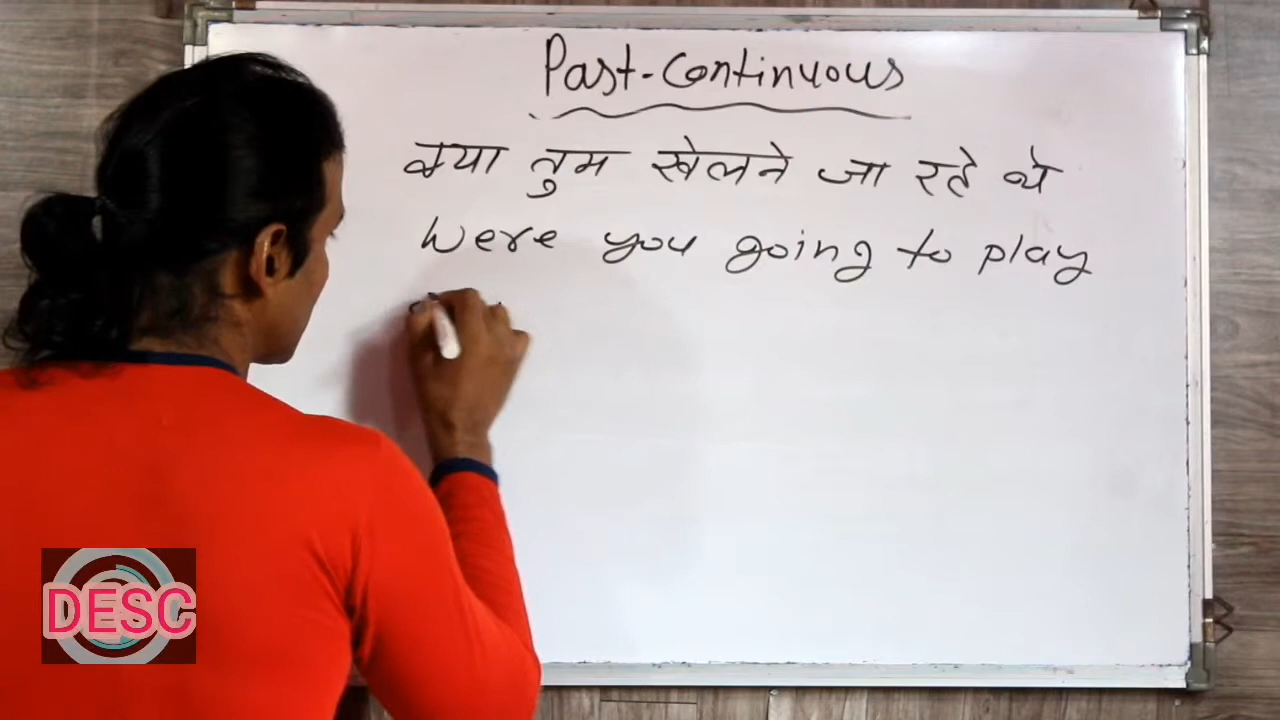 Past-Continuous
क्या तुम खेलने जा रहे थे
Were you going to play
DESC